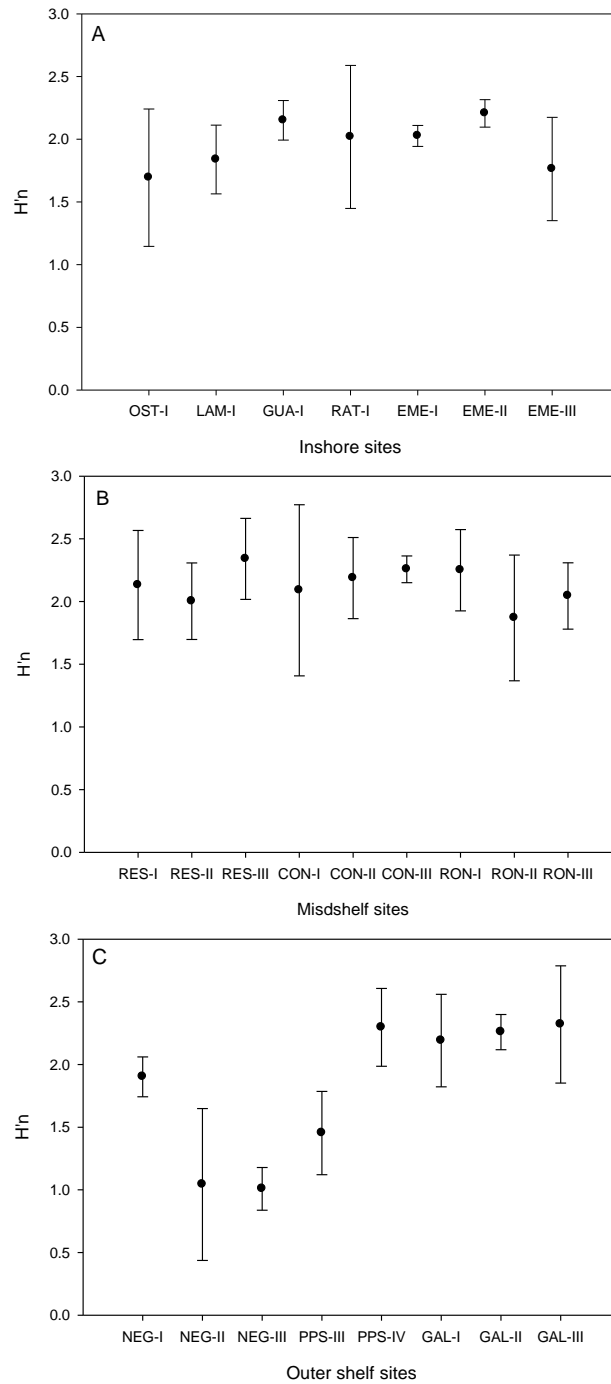 A
3.0
2.5
2.0
1.5
1.0
0.5
0.0
H'n
OST-I LAM-I GUA-I RAT-I EME-I EME-II EME-III
Inshore sites
B
3.0
2.5
2.0
1.5
1.0
0.5
0.0
H'n
RES-I RES-II RES-III CON-I CON-II CON-III RON-I RON-II RON-III
Misdshelf sites
C
3.0
2.5
2.0
1.5
1.0
0.5
0.0
H'n
NEG-I NEG-II NEG-III PPS-III PPS-IV GAL-I GAL-II GAL-III
Outer shelf sites